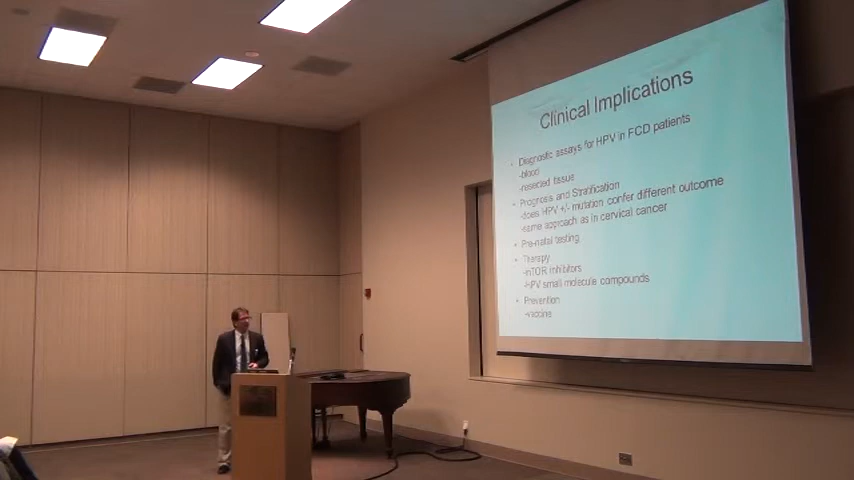 Clinical Implications
• Diagnostic assays for HPV in FCD patients
-blood
-resected tissue
• Prognosis and Stratification
-does HPV +/- mutation confer different outcome
-same approach as in cervical cancer
• Pre-natal testing
• Therapy
-mTOR inhibitors
-HPV small molecule compounds
• Prevention
-vaccine